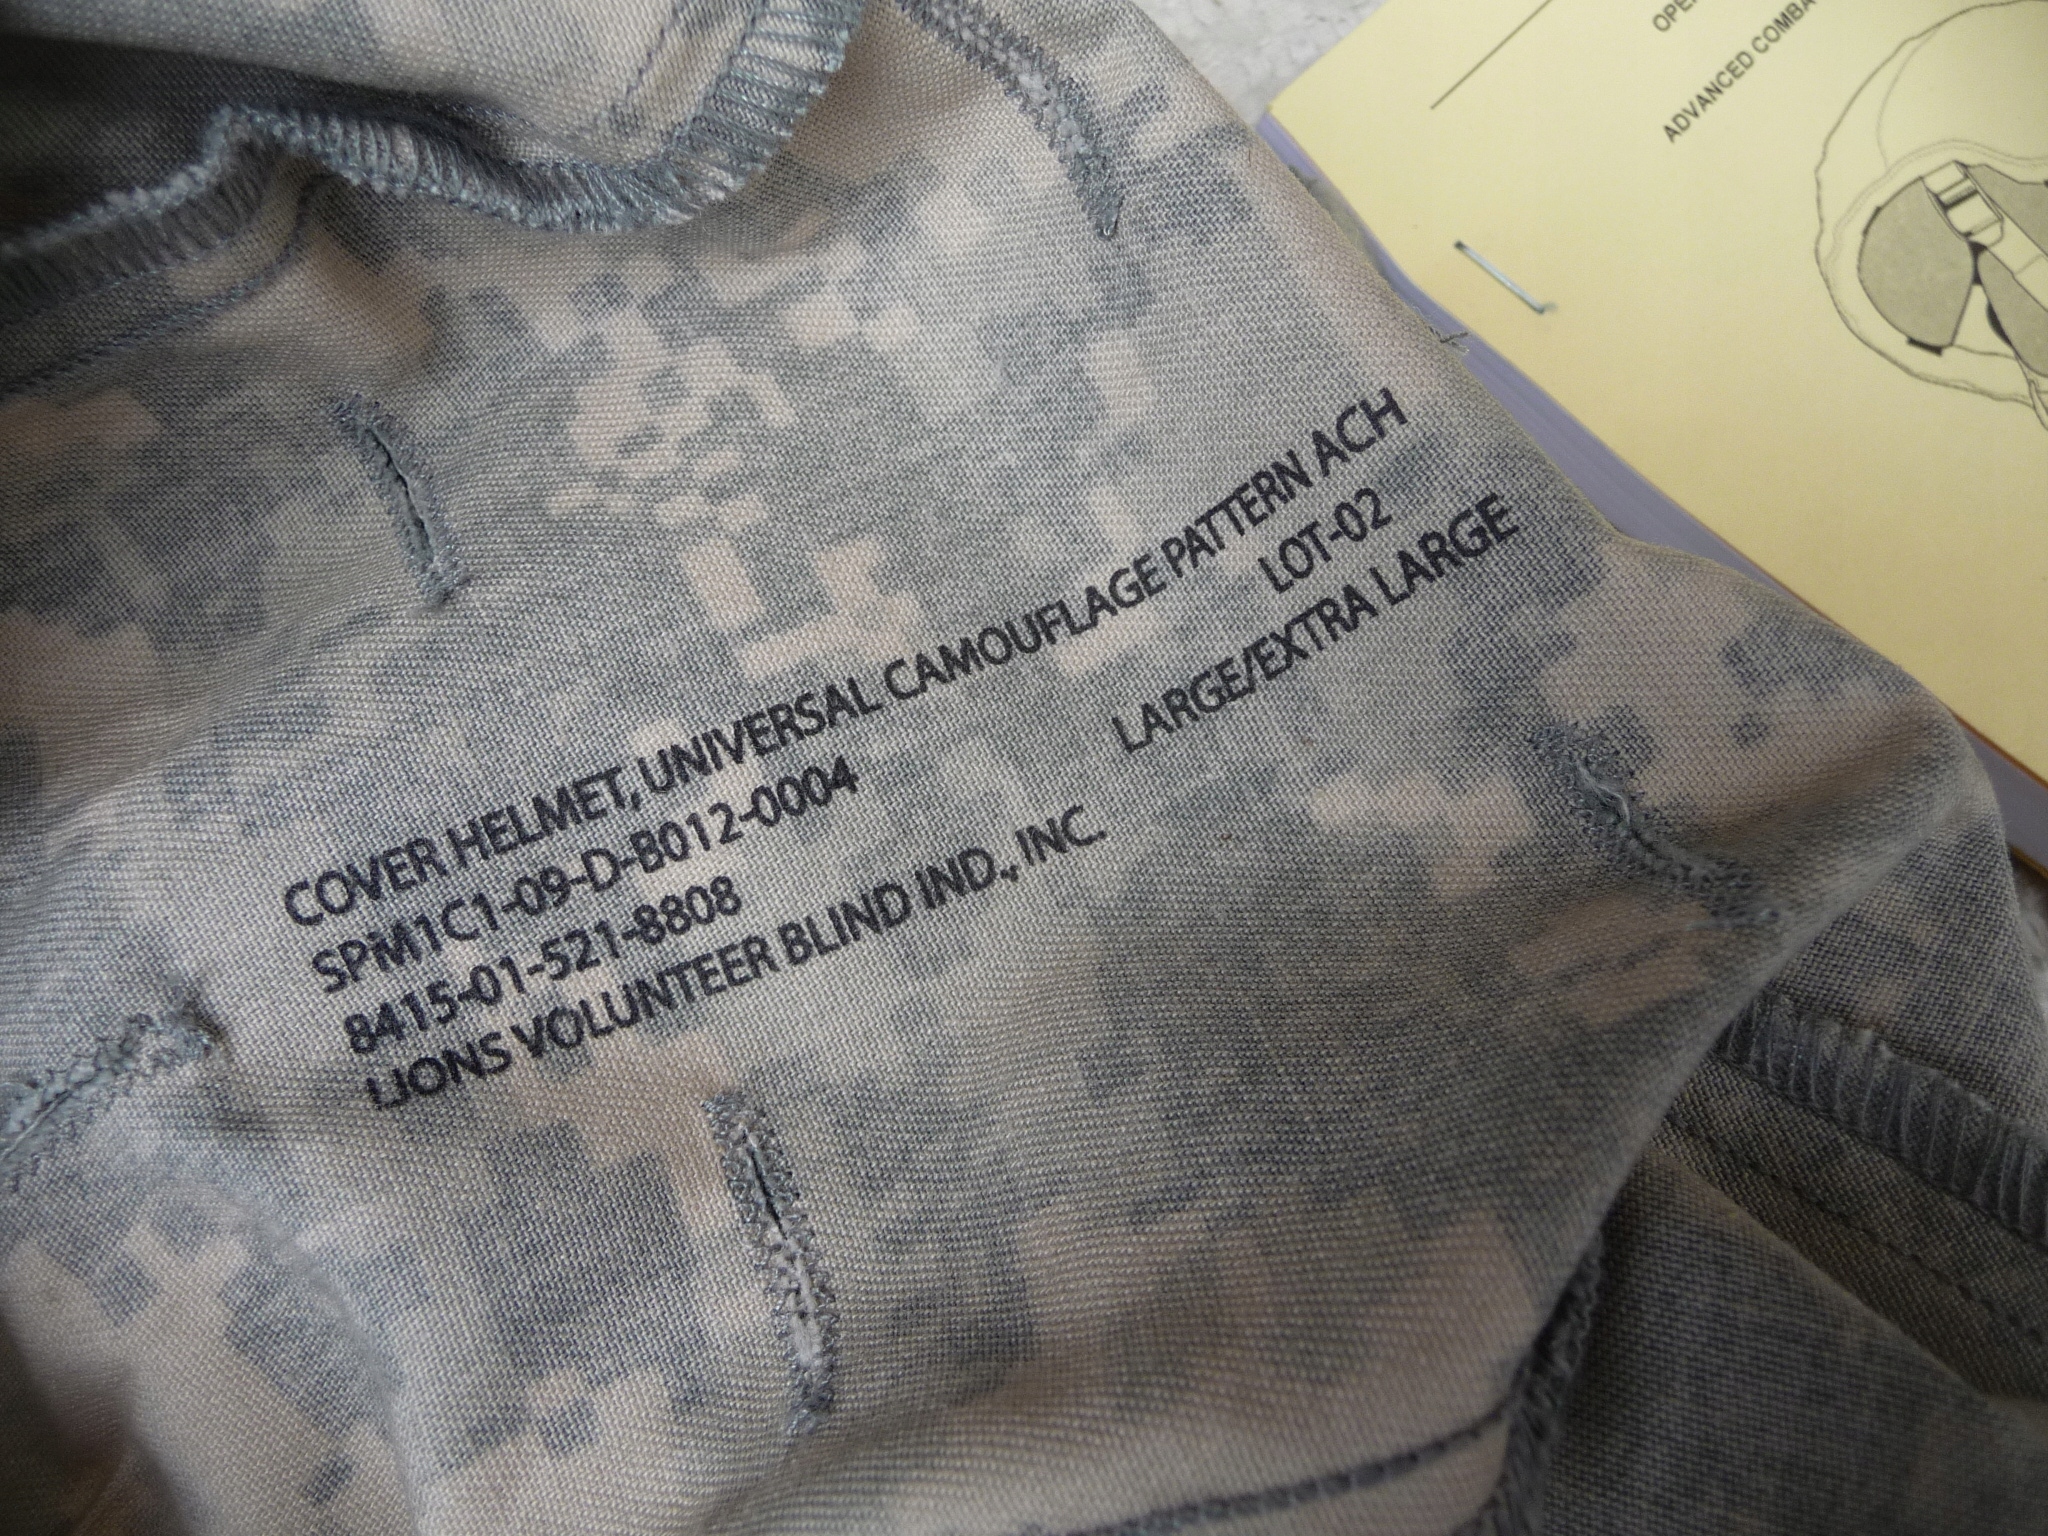 COVER HELMET, UNIVERSAL CAMOUFLAGE PATTERN ACH
SPM1C1-09-D-B012-0004 LOT-02
8415-01-521-8808 LARGE/EXTRA LARGE
LIONS VOLUNTEER BLIND IND., INC.
ADVANCED